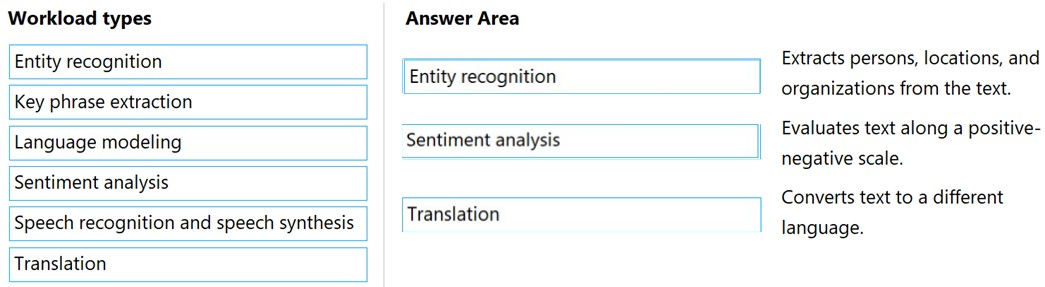 Workload types
Entity recognition
Key phrase extraction
Language modeling
Sentiment analysis
Speech recognition and speech synthesis
Translation
Answer Area
Entity recognition
Extracts persons, locations, and
organizations from the text.
Sentiment analysis
Evaluates text along a positive-
negative scale.
Translation
Converts text to a different
language.